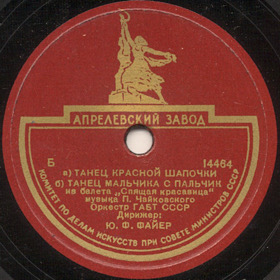 АПРЕЛЕВСКИЙ ЗАВОД
Б 14464
а) ТАНЕЦ КРАСНОЙ ШАПОЧКИ
б) ТАНЕЦ МАЛЬЧИКА С ПАЛЬЧИК
из балета „Спящая красавица"
музыка П. Чайковского
Оркестр ГАБТ СССР
Дирижер:
Ю. Ф. ФАЙЕР
КОМИТЕТ ПО ДЕЛАМ ИСКУССТВ ПРИ СОВЕТЕ МИНИСТРОВ СССР